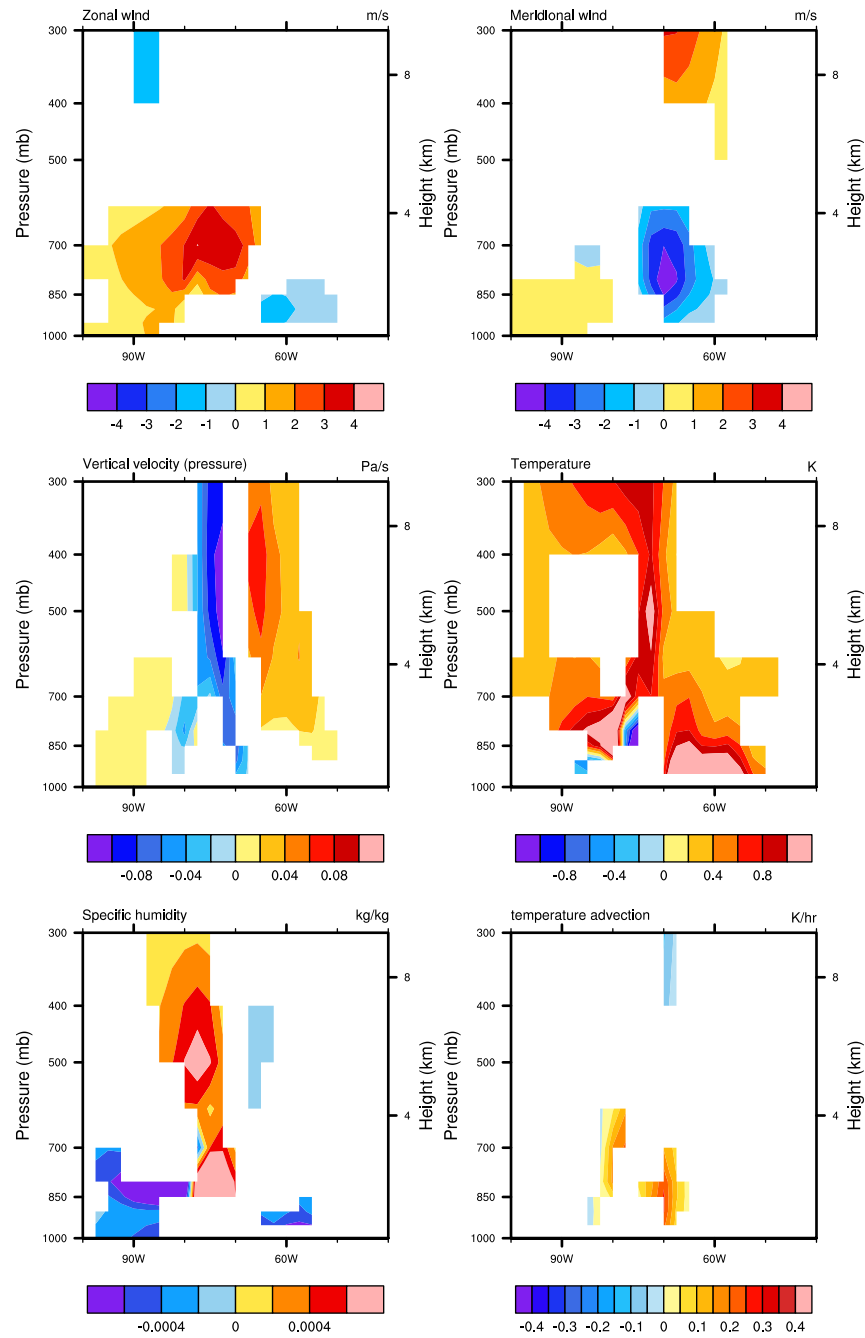 Zonal wind m/s
300
400
500
700
850
1000
Pressure (mb)
8
4
Height (km)
90W 60W
-4 -3 -2 -1 0 1 2 3 4
Meridional wind m/s
300
400
500
700
850
1000
Pressure (mb)
8
4
Height (km)
90W 60W
-4 -3 -2 -1 0 1 2 3 4
Vertical velocity (pressure) Pa/s
300
400
500
700
850
1000
Pressure (mb)
8
4
Height (km)
90W 60W
-0.08 -0.04 0 0.04 0.08
Temperature K
300
400
500
700
850
1000
Pressure (mb)
8
4
Height (km)
90W 60W
-0.8 -0.4 0 0.4 0.8
Specific humidity kg/kg
300
400
500
700
850
1000
Pressure (mb)
8
4
Height (km)
90W 60W
-0.0004 0 0.0004
temperature advection K/hr
300
400
500
700
850
1000
Pressure (mb)
8
4
Height (km)
90W 60W
-0.4 -0.3 -0.2 -0.1 0 0.1 0.2 0.3 0.4